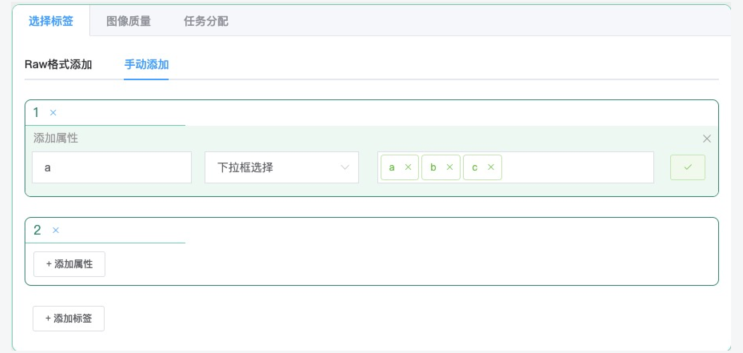 选择标签 图像质量 任务分配
Raw格式添加 手动添加
1 ×
添加属性 ×
a 下拉框选择 a × b × c ×
2 ×
+ 添加属性
+ 添加标签